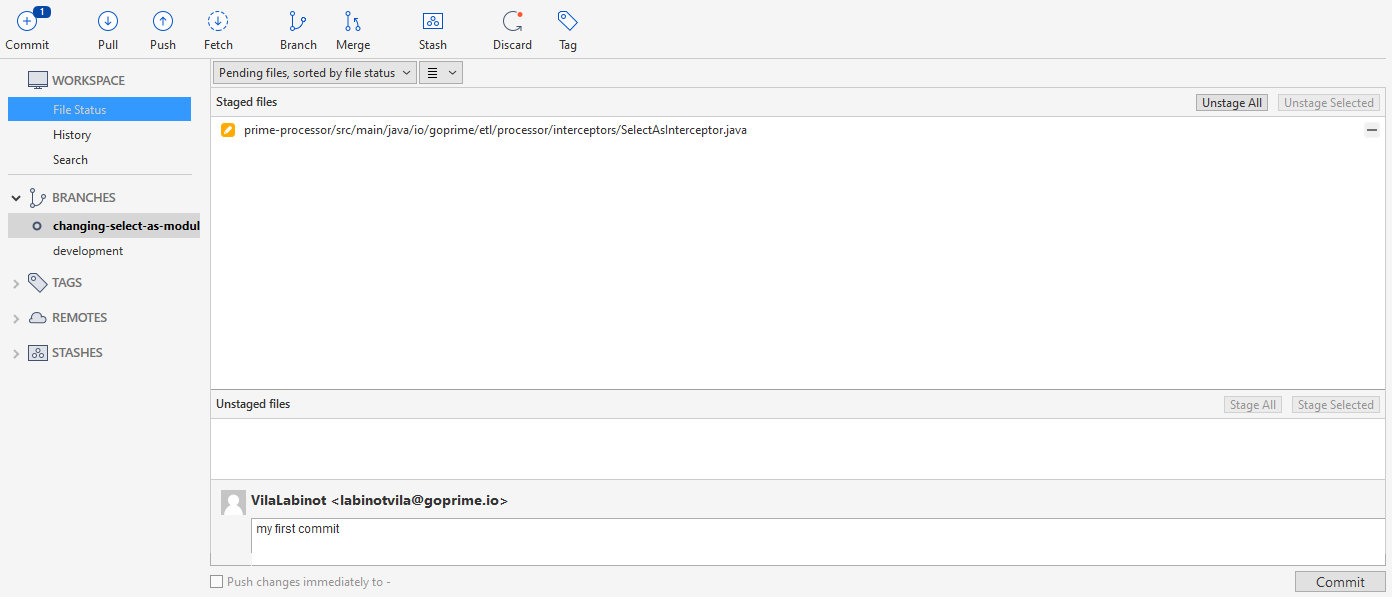 1
Commit Pull Push Fetch Branch Merge Stash Discard Tag
WORKSPACE
File Status
History
Search
BRANCHES
changing-select-as-modul
development
TAGS
REMOTES
STASHES
Pending files, sorted by file status
Staged files
Unstage All Unstage Selected
prime-processor/src/main/java/io/goprime/etl/processor/interceptors/SelectAsInterceptor.java
Unstaged files
Stage All Stage Selected
VilaLabinot <labinotvila@goprime.io>
my first commit
Push changes immediately to -
Commit